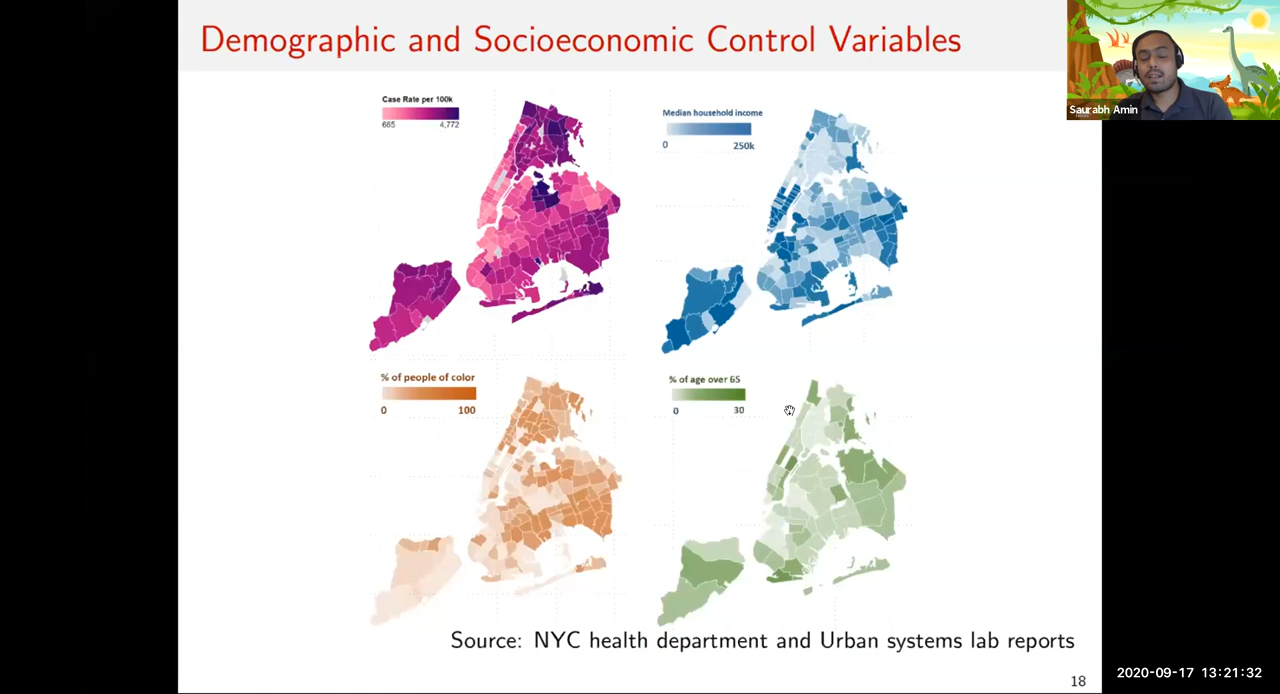 Demographic and Socioeconomic Control Variables
Saurabh Amin
Case Rate per 100k
665 4,772
Median household income
0 250k
% of people of color
0 100
% of age over 65
0 30
Source: NYC health department and Urban systems lab reports
18
2020-09-17 13:21:32